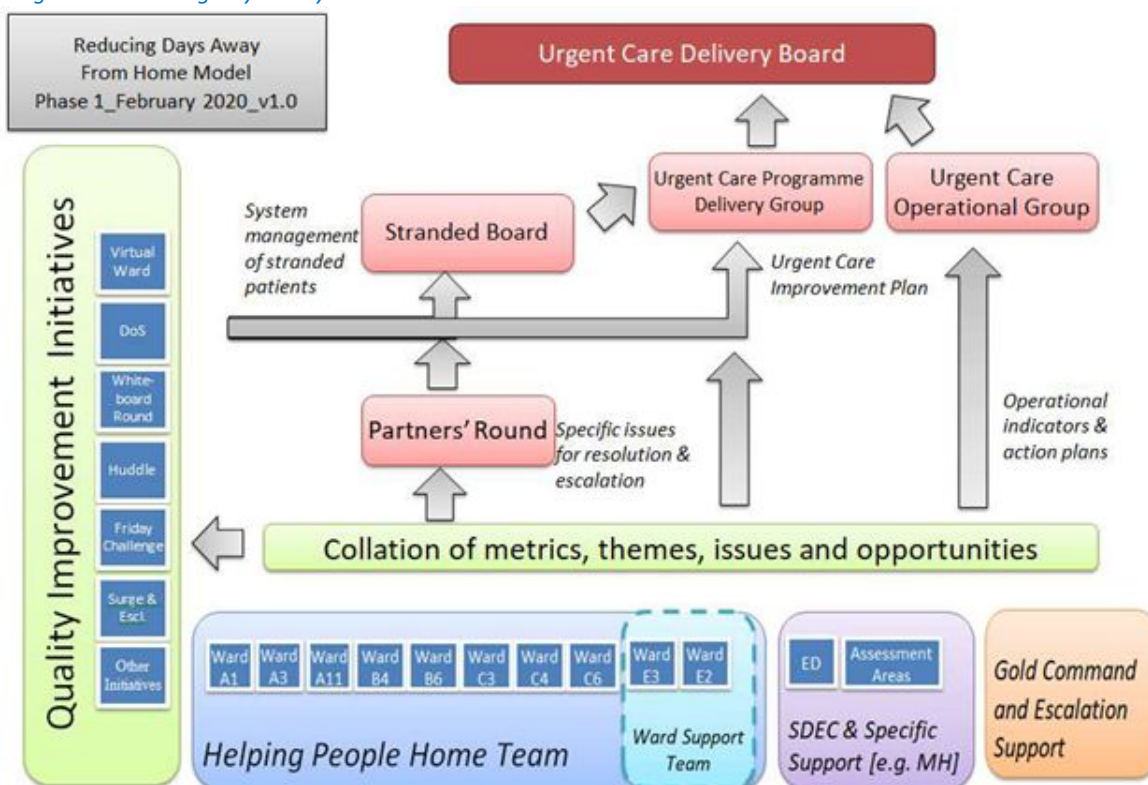 Reducing Days Away
From Home Model
Phase 1_February 2020_v1.0
Urgent Care Delivery Board
Urgent Care Programme
Delivery Group
Urgent Care
Operational Group
System
management
of stranded
patients
Stranded Board
Urgent Care
Improvement Plan
Partners' Round
Specific issues
for resolution &
escalation
Operational
indicators &
action plans
Collation of metrics, themes, issues and opportunities
Quality Improvement Initiatives
Virtual
Ward
DoS
White-
board
Round
Huddle
Friday
Challenge
Surge &
Escl.
Other
Initiatives
Ward
A1
Ward
A3
Ward
A11
Ward
B4
Ward
B6
Ward
C3
Ward
C4
Ward
C6
Ward
E3
Ward
E2
Helping People Home Team
Ward Support
Team
ED
Assessment
Areas
SDEC & Specific
Support [e.g. MH]
Gold Command
and Escalation
Support